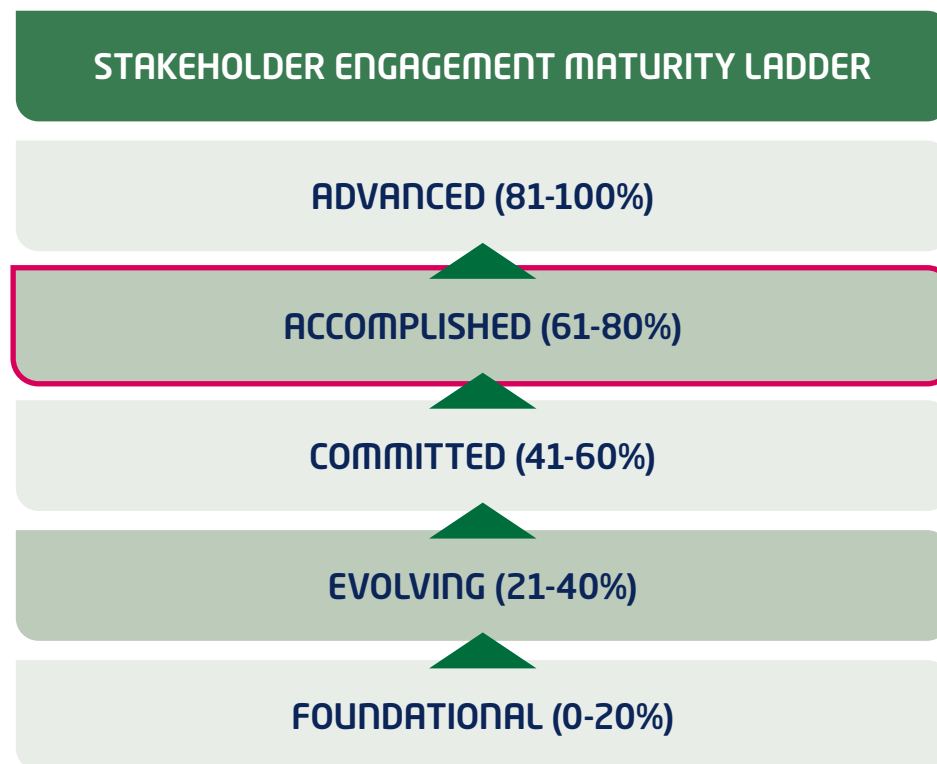 STAKEHOLDER ENGAGEMENT MATURITY LADDER
ADVANCED (81-100%)
ACCOMPLISHED (61-80%)
COMMITTED (41-60%)
EVOLVING (21-40%)
FOUNDATIONAL (0-20%)